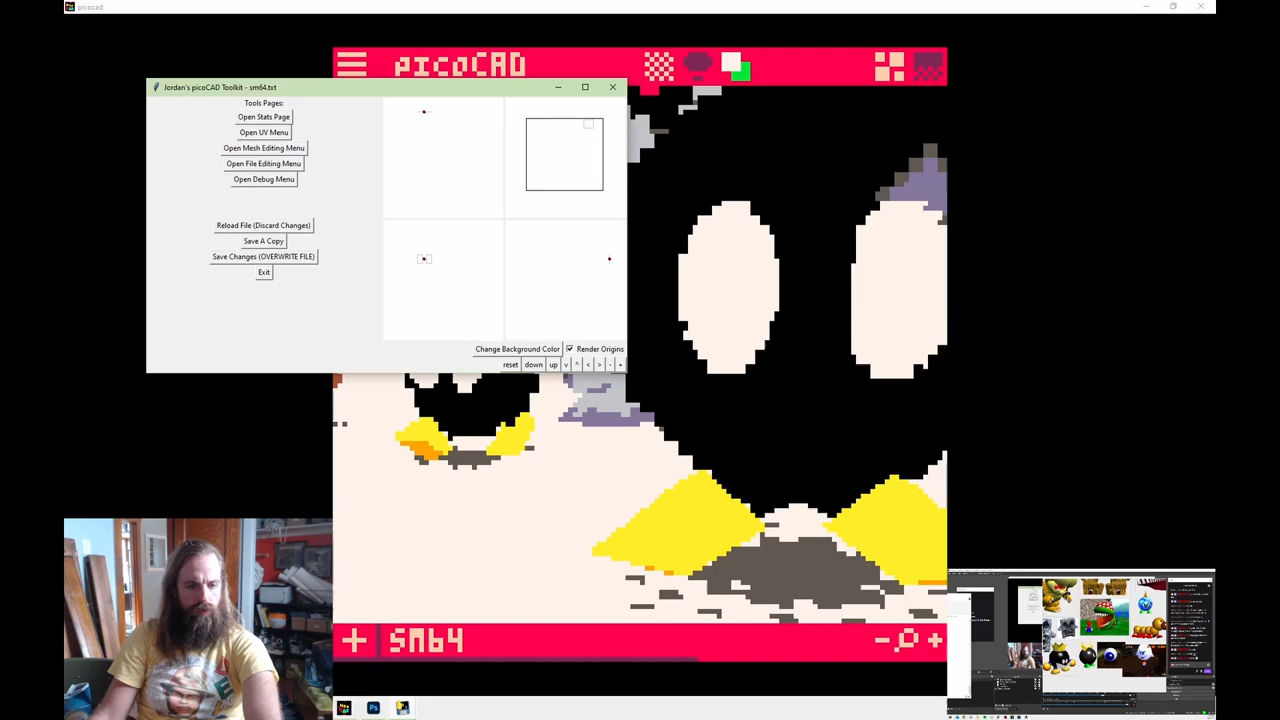 picocad
picoCAD
Jordan's picoCAD Toolkit - sm64.txt
Tools Pages:
Open Stats Page
Open UV Menu
Open Mesh Editing Menu
Open File Editing Menu
Open Debug Menu
Reload File (Discard Changes)
Save A Copy
Save Changes (OVERWRITE FILE)
Exit
Change Background Color
Render Origins
reset down up v ^ < > - +
SM64
Ps